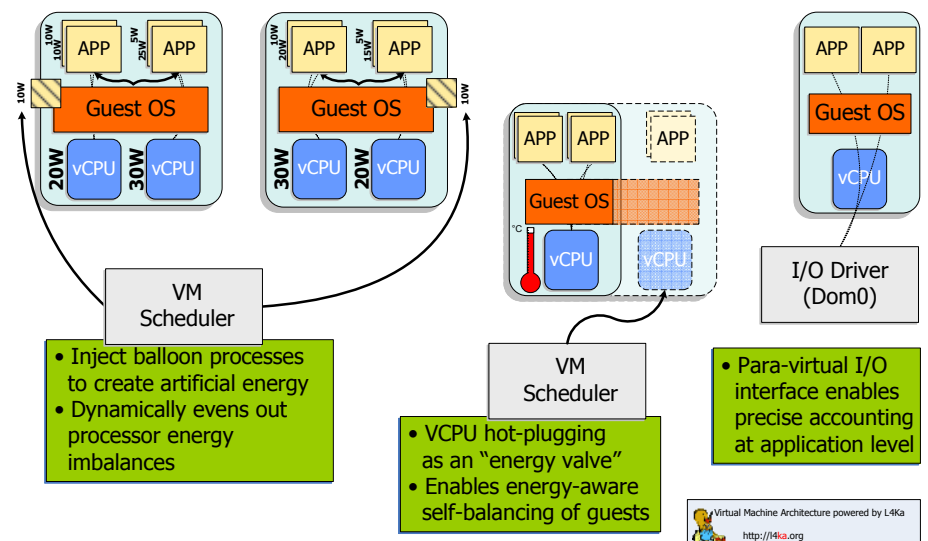 10W
10W
APP
5W
25W
APP
10W
Guest OS
20W
vCPU
30W
vCPU
10W
20W
APP
5W
15W
APP
10W
Guest OS
30W
vCPU
20W
vCPU
VM
Scheduler
• Inject balloon processes
to create artificial energy
• Dynamically evens out
processor energy
imbalances
APP
APP
APP
Guest OS
°C
vCPU
vCPU
VM
Scheduler
• VCPU hot-plugging
as an “energy valve”
• Enables energy-aware
self-balancing of guests
APP
APP
Guest OS
vCPU
I/O Driver
(Dom0)
• Para-virtual I/O
interface enables
precise accounting
at application level
Virtual Machine Architecture powered by L4Ka
http://l4ka.org